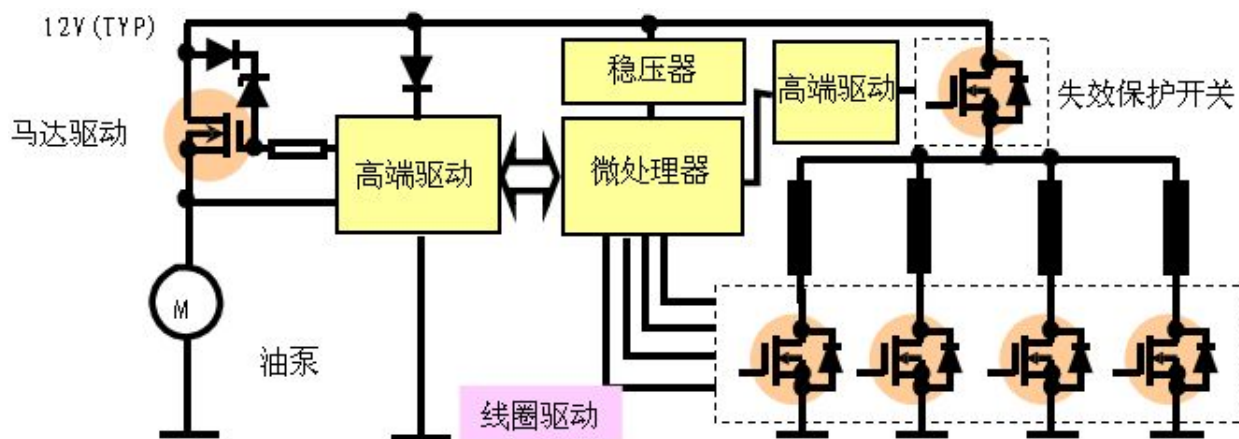 12V(TYP)
稳压器
高端驱动
失效保护开关
马达驱动
高端驱动
微处理器
M
油泵
线圈驱动